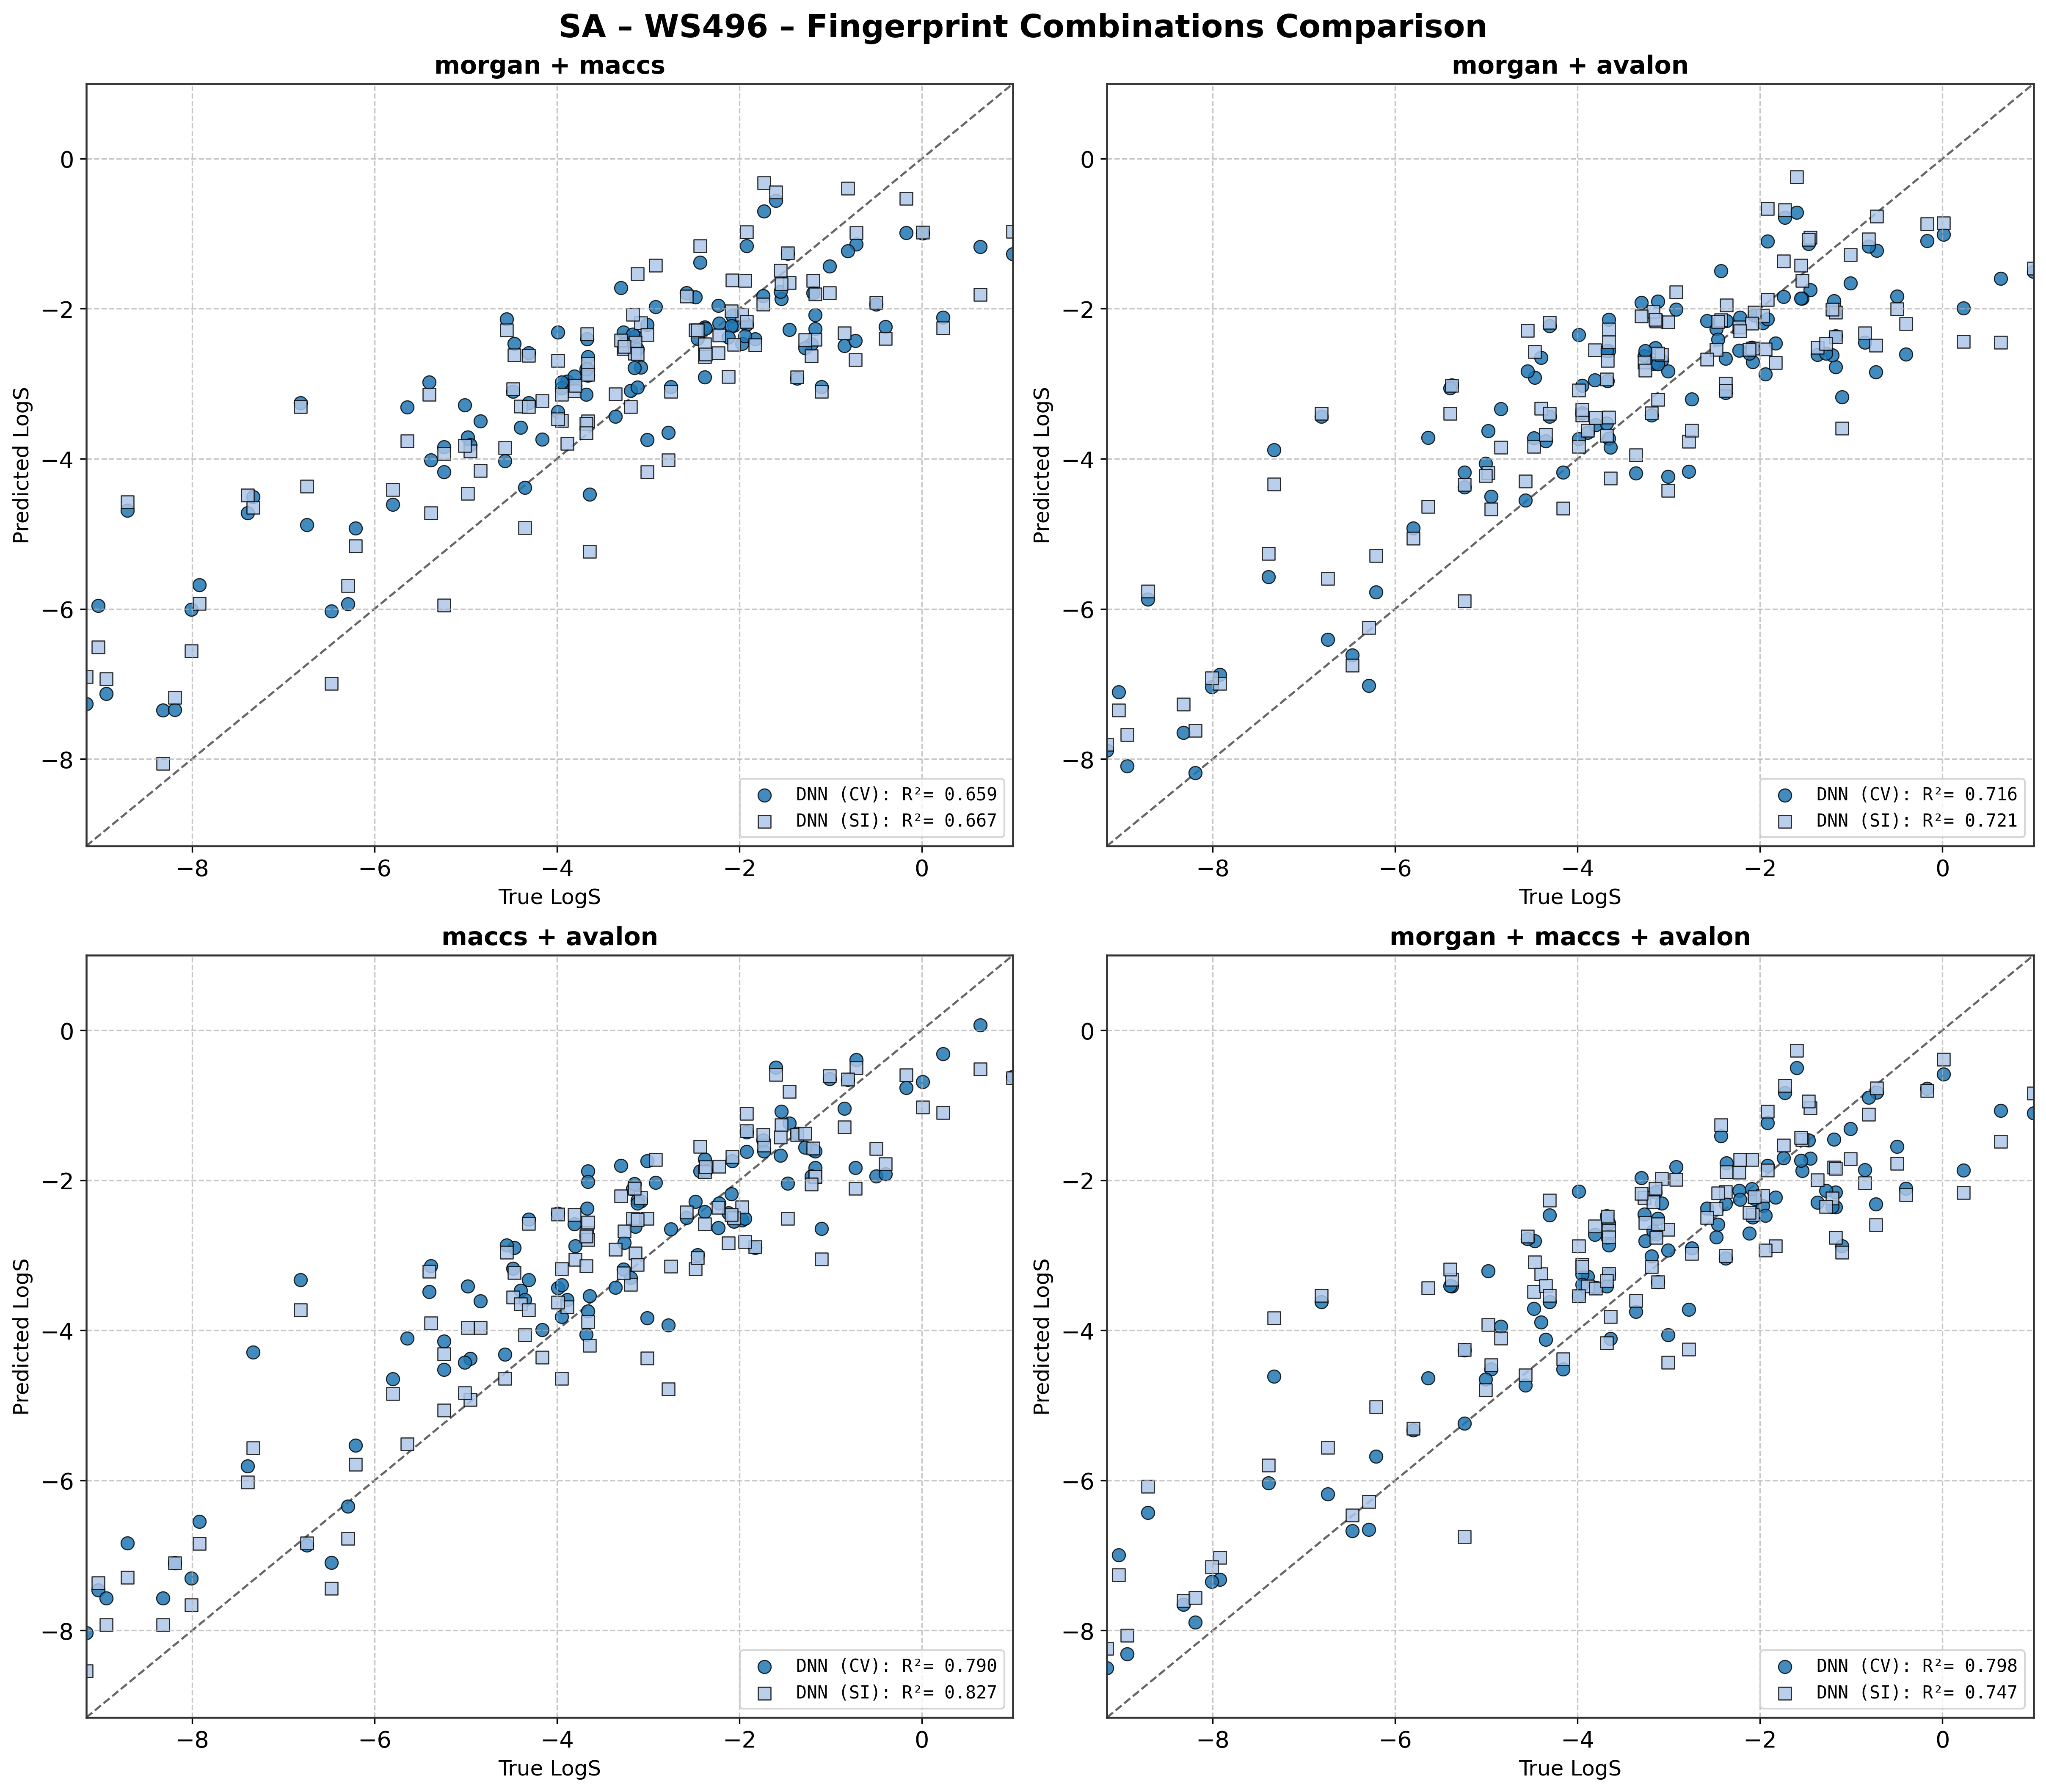 SA – WS496 – Fingerprint Combinations Comparison
morgan + maccs
Predicted LogS
0
−2
−4
−6
−8
−8 −6 −4 −2 0
True LogS
DNN (CV): R²= 0.659
DNN (SI): R²= 0.667
morgan + avalon
Predicted LogS
0
−2
−4
−6
−8
−8 −6 −4 −2 0
True LogS
DNN (CV): R²= 0.716
DNN (SI): R²= 0.721
maccs + avalon
Predicted LogS
0
−2
−4
−6
−8
−8 −6 −4 −2 0
True LogS
DNN (CV): R²= 0.790
DNN (SI): R²= 0.827
morgan + maccs + avalon
Predicted LogS
0
−2
−4
−6
−8
−8 −6 −4 −2 0
True LogS
DNN (CV): R²= 0.798
DNN (SI): R²= 0.747